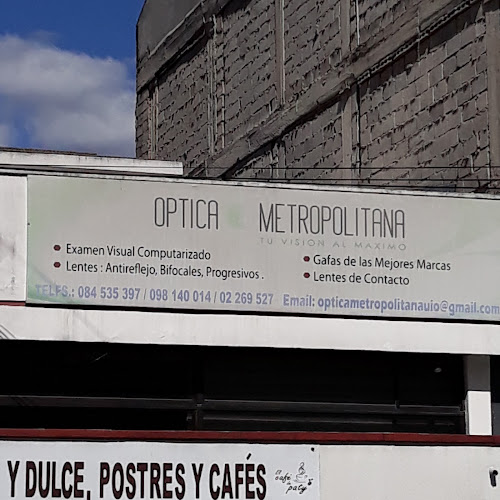 OPTICA METROPOLITANA
TU VISION AL MAXIMO
Examen Visual Computarizado
Lentes : Antireflejo, Bifocales, Progresivos .
Gafas de las Mejores Marcas
Lentes de Contacto
TELFS.: 084 535 397 / 098 140 014 / 02 269 527 Email: opticametropolitanauio@gmail.com
Y DULCE, POSTRES Y CAFÉS
café
paty